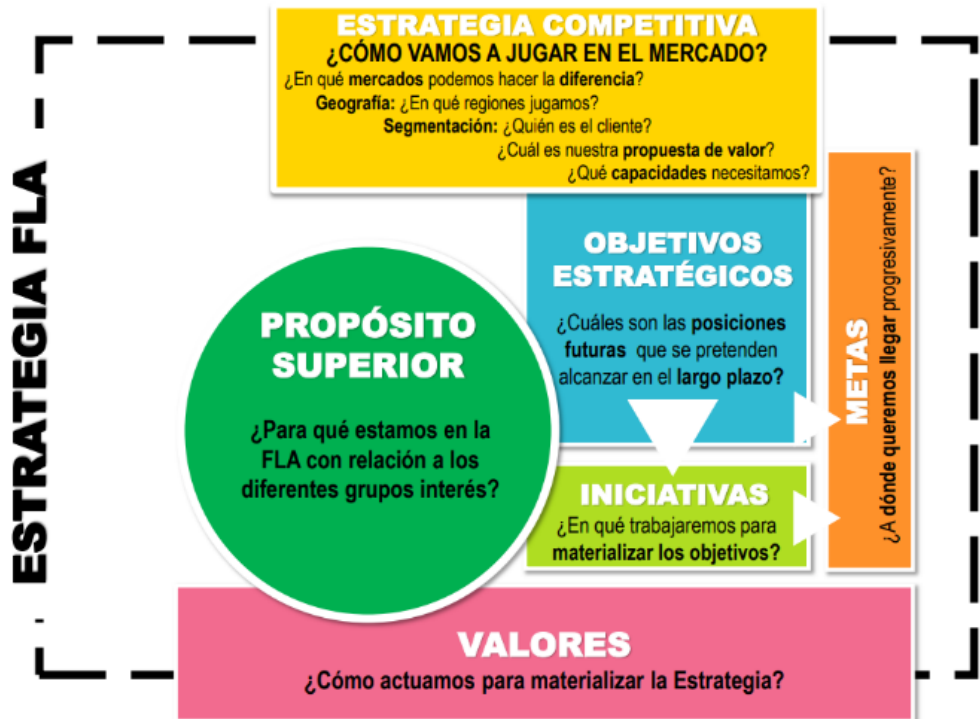 ESTRATEGIA FLA
ESTRATEGIA COMPETITIVA
¿CÓMO VAMOS A JUGAR EN EL MERCADO?
¿En qué mercados podemos hacer la diferencia?
Geografía: ¿En qué regiones jugamos?
Segmentación: ¿Quién es el cliente?
¿Cuál es nuestra propuesta de valor?
¿Qué capacidades necesitamos?
PROPÓSITO
SUPERIOR
¿Para qué estamos en la
FLA con relación a los
diferentes grupos interés?
OBJETIVOS
ESTRATÉGICOS
¿Cuáles son las posiciones
futuras que se pretenden
alcanzar en el largo plazo?
INICIATIVAS
¿En qué trabajaremos para
materializar los objetivos?
METAS
¿A dónde queremos llegar progresivamente?
VALORES
¿Cómo actuamos para materializar la Estrategia?